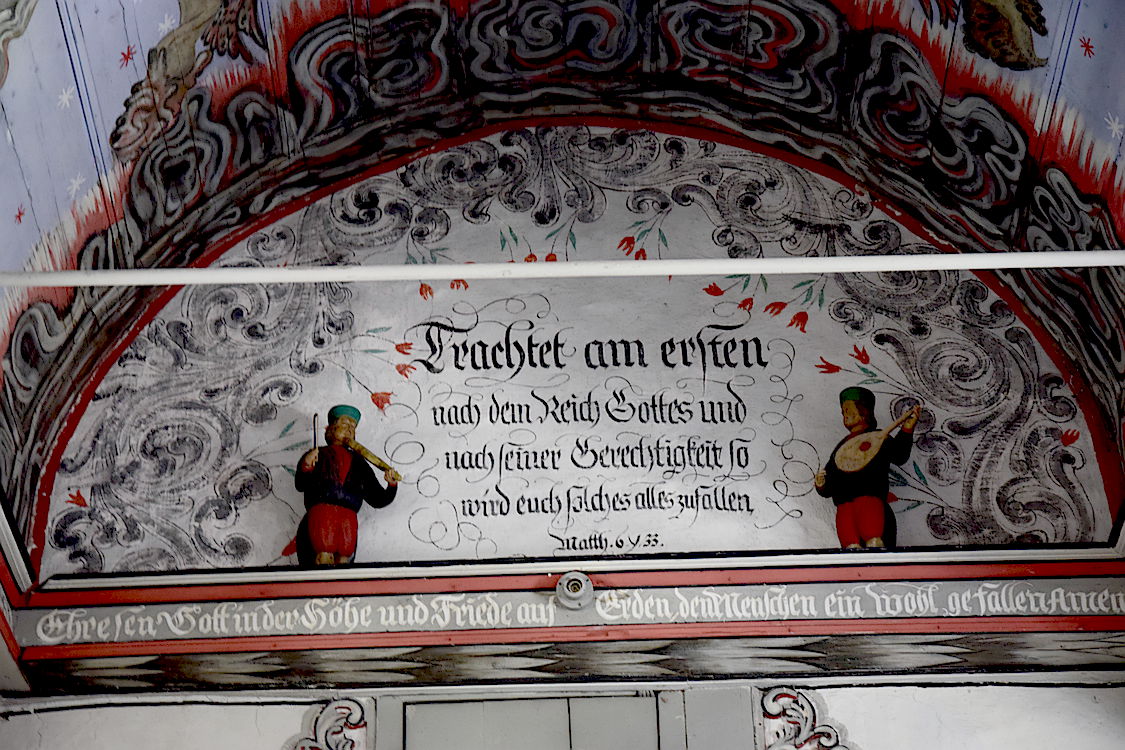 Trachtet am ersten
nach dem Reich Gottes und
nach seiner Gerechtigkeit so
wird euch solches alles zufallen
Matth. 6 V 33.
Ehre sen Gott in der Höhe und Friede auf Erden, den Menschen ein wohl gefallen Amen